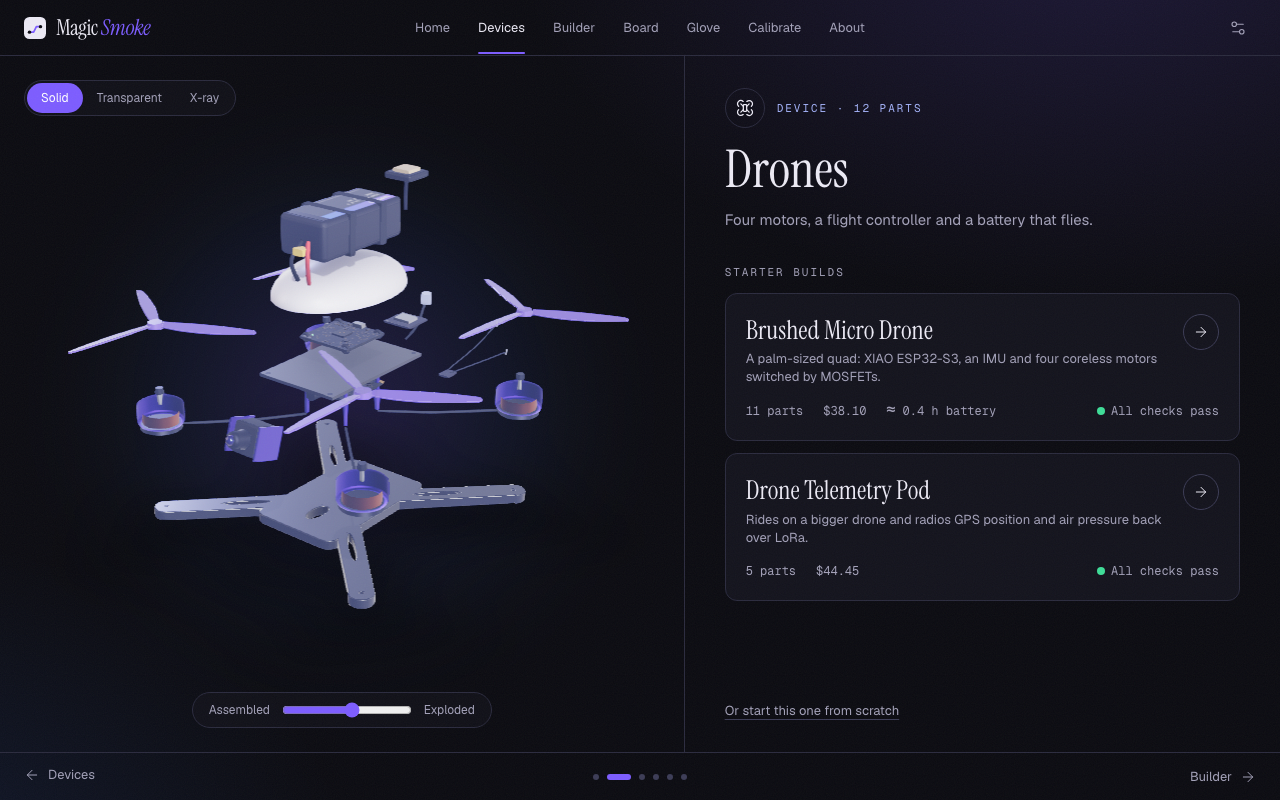 Magic Smoke
Home
Devices
Builder
Board
Glove
Calibrate
About
Solid
Transparent
X-ray
DEVICE · 12 PARTS
Drones
Four motors, a flight controller and a battery that flies.
STARTER BUILDS
Brushed Micro Drone
A palm-sized quad: XIAO ESP32-S3, an IMU and four coreless motors
switched by MOSFETs.
11 parts $38.10 ≈ 0.4 h battery All checks pass
Drone Telemetry Pod
Rides on a bigger drone and radios GPS position and air pressure back
over LoRa.
5 parts $44.45 All checks pass
Assembled
Exploded
Or start this one from scratch
Devices
Builder